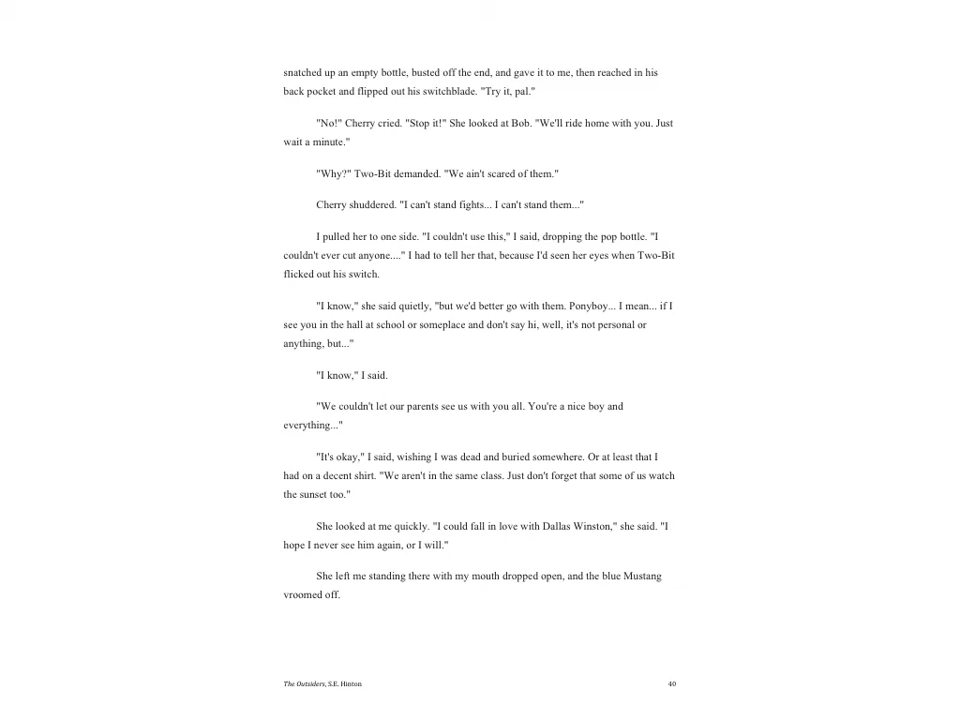 snatched up an empty bottle, busted off the end, and gave it to me, then reached in his
back pocket and flipped out his switchblade. "Try it, pal."
"No!" Cherry cried. "Stop it!" She looked at Bob. "We'll ride home with you. Just
wait a minute."
"Why?" Two-Bit demanded. "We ain't scared of them."
Cherry shuddered. "I can't stand fights... I can't stand them..."
I pulled her to one side. "I couldn't use this," I said, dropping the pop bottle. "I
couldn't ever cut anyone...." I had to tell her that, because I'd seen her eyes when Two-Bit
flicked out his switch.
"I know," she said quietly, "but we'd better go with them. Ponyboy... I mean... if I
see you in the hall at school or someplace and don't say hi, well, it's not personal or
anything, but..."
"I know," I said.
"We couldn't let our parents see us with you all. You're a nice boy and
everything..."
"It's okay," I said, wishing I was dead and buried somewhere. Or at least that I
had on a decent shirt. "We aren't in the same class. Just don't forget that some of us watch
the sunset too."
She looked at me quickly. "I could fall in love with Dallas Winston," she said. "I
hope I never see him again, or I will."
She left me standing there with my mouth dropped open, and the blue Mustang
vroomed off.
The Outsiders, S.E. Hinton 40